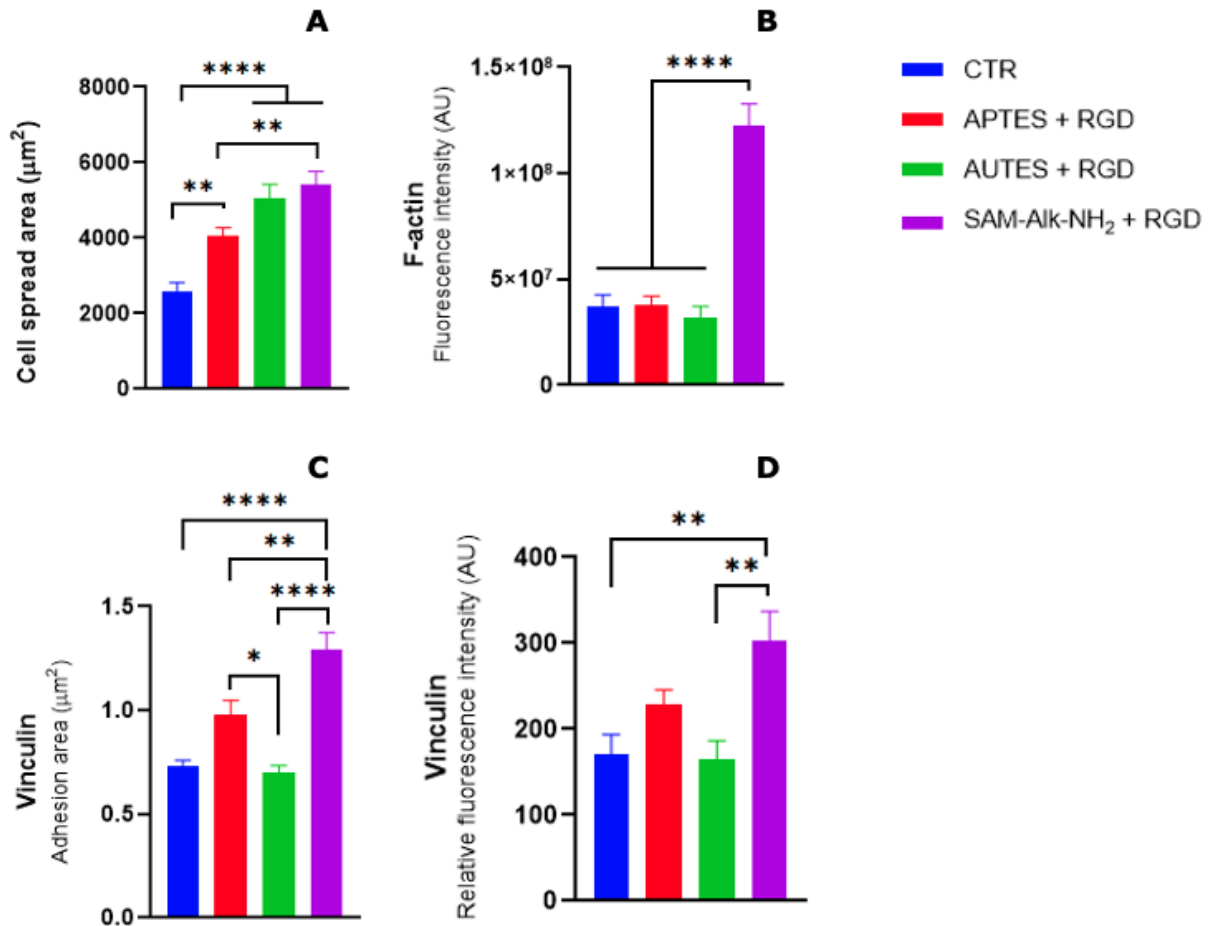 A
****
8000
**
6000
**
4000
2000
0
Cell spread area (μm²)
B
1.5×10⁸
****
1×10⁸
5×10⁷
0
F-actin
Fluorescence intensity (AU)
CTR
APTES + RGD
AUTES + RGD
SAM-Alk-NH₂ + RGD
C
****
**
****
1.5
*
1.0
0.5
0.0
Vinculin
Adhesion area (μm²)
D
**
400
**
300
200
100
0
Vinculin
Relative fluorescence intensity (AU)